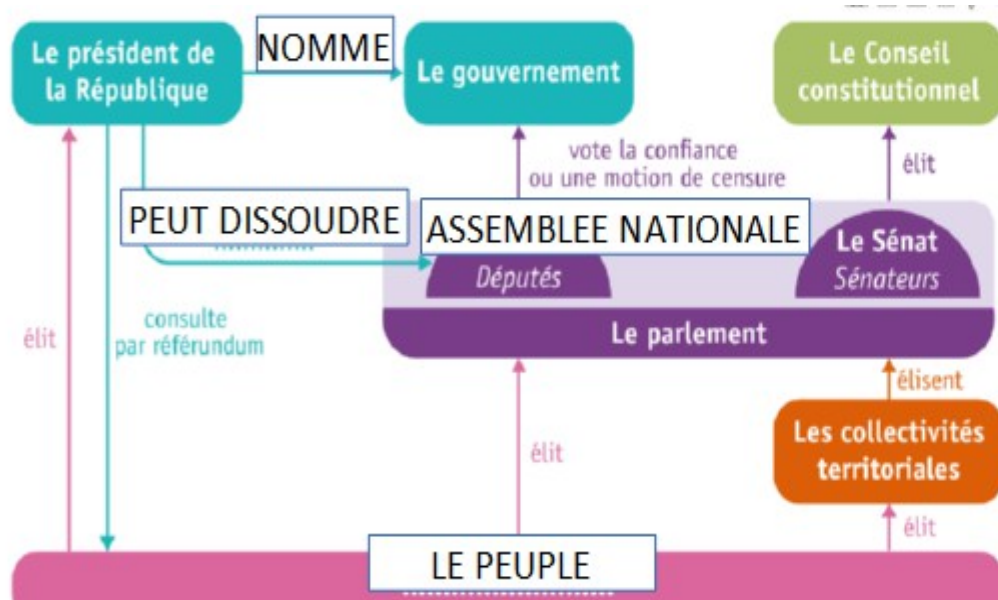 Le président de
la République
NOMME
Le gouvernement
Le Conseil
constitutionnel
vote la confiance
ou une motion de censure
élit
PEUT DISSOUDRE
ASSEMBLEE NATIONALE
Députés
Le Sénat
Sénateurs
Le parlement
élit
consulte
par référendum
élisent
Les collectivités
territoriales
élit
élit
LE PEUPLE